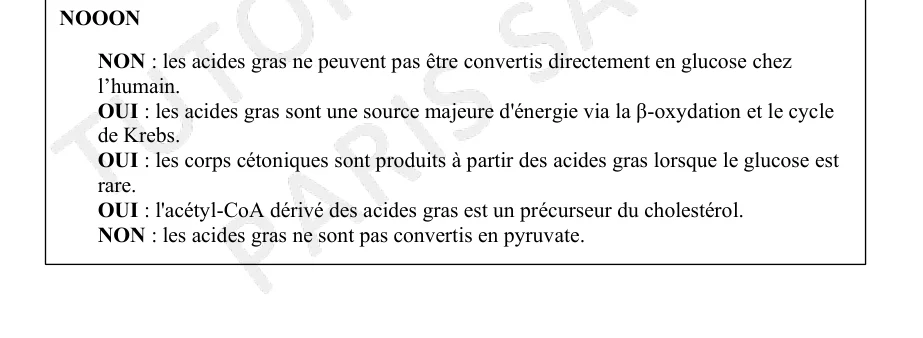 NOOON
NON : les acides gras ne peuvent pas être convertis directement en glucose chez
l’humain.
OUI : les acides gras sont une source majeure d'énergie via la β-oxydation et le cycle
de Krebs.
OUI : les corps cétoniques sont produits à partir des acides gras lorsque le glucose est
rare.
OUI : l'acétyl-CoA dérivé des acides gras est un précurseur du cholestérol.
NON : les acides gras ne sont pas convertis en pyruvate.
TUTO
PARIS SA